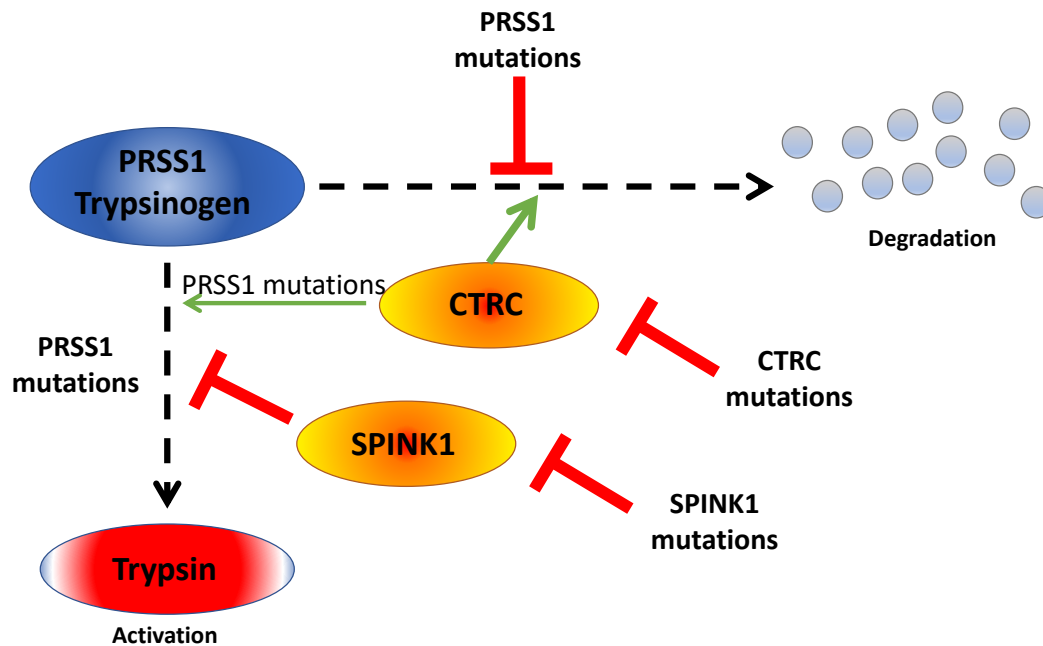 PRSS1
mutations
PRSS1
Trypsinogen
Degradation
PRSS1 mutations
CTRC
PRSS1
mutations
CTRC
mutations
SPINK1
SPINK1
mutations
Trypsin
Activation